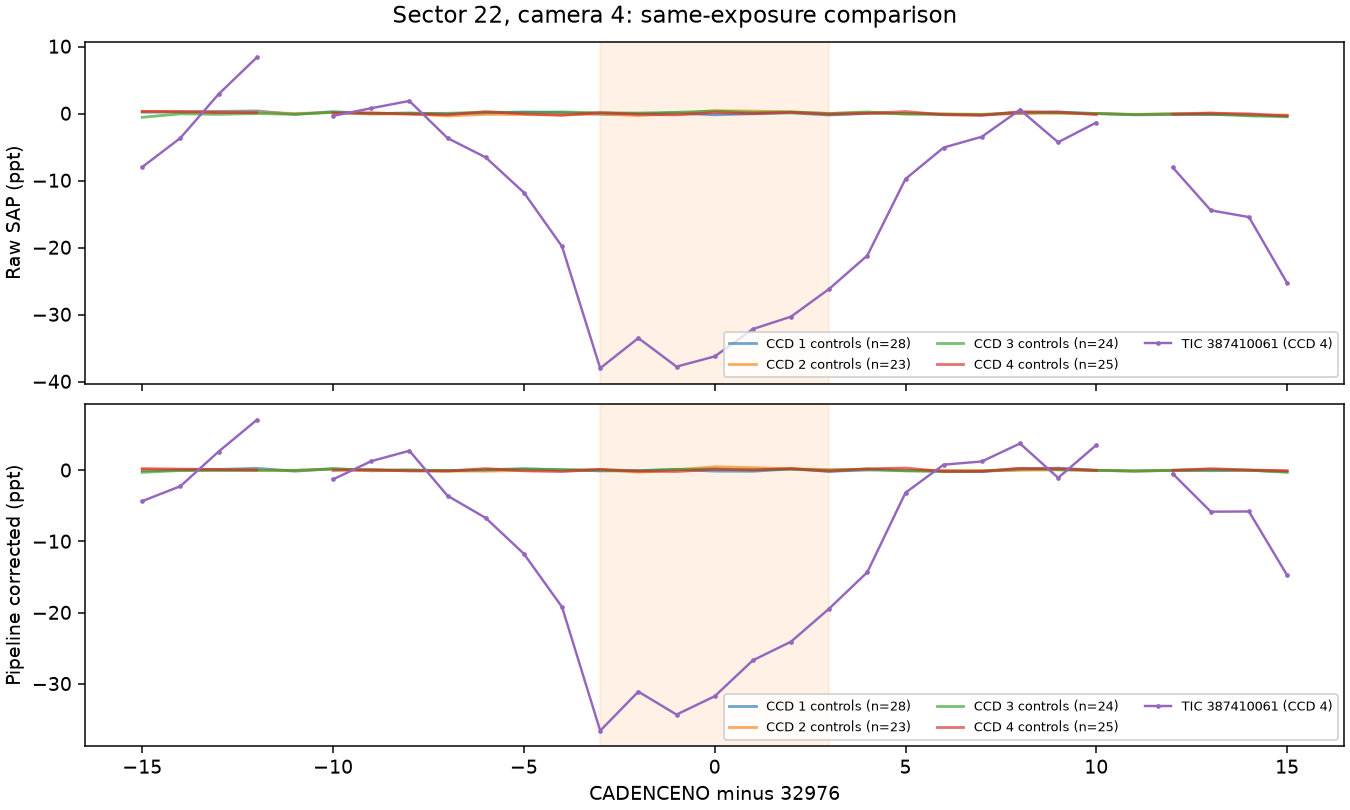 Sector 22, camera 4: same-exposure comparison
Raw SAP (ppt)
10
0
−10
−20
−30
−40
CCD 1 controls (n=28)
CCD 2 controls (n=23)
CCD 3 controls (n=24)
CCD 4 controls (n=25)
TIC 387410061 (CCD 4)
Pipeline corrected (ppt)
0
−10
−20
−30
CCD 1 controls (n=28)
CCD 2 controls (n=23)
CCD 3 controls (n=24)
CCD 4 controls (n=25)
TIC 387410061 (CCD 4)
−15 −10 −5 0 5 10 15
CADENCENO minus 32976